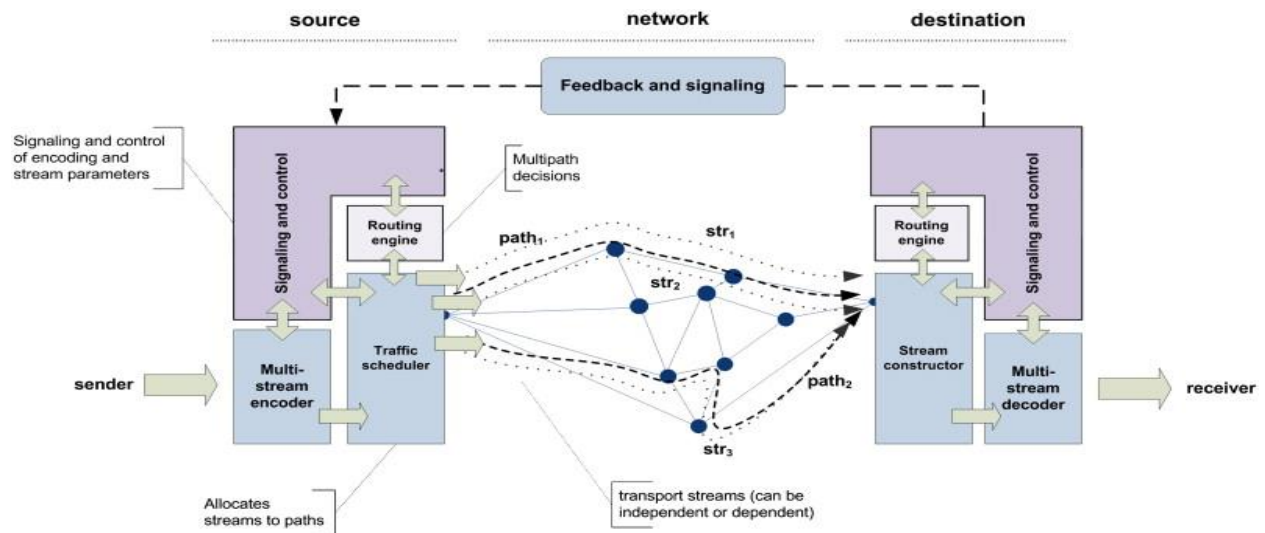 source
network
destination
Feedback and signaling
Signaling and control
of encoding and
stream parameters
Signaling and control
Multipath
decisions
Routing
engine
path₁
str₁
str₂
Routing
engine
Signaling and control
sender
Multi-
stream
encoder
Traffic
scheduler
path₂
str₃
Stream
constructor
Multi-
stream
decoder
receiver
Allocates
streams to paths
transport streams (can be
independent or dependent)